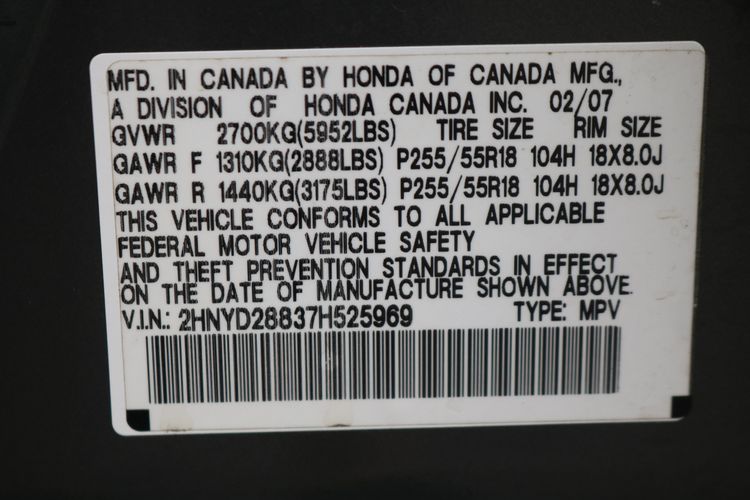 MFD. IN CANADA BY HONDA OF CANADA MFG.,
A DIVISION OF HONDA CANADA INC. 02/07
GVWR 2700KG(5952LBS) TIRE SIZE RIM SIZE
GAWR F 1310KG(2888LBS) P255/55R18 104H 18X8.0J
GAWR R 1440KG(3175LBS) P255/55R18 104H 18X8.0J
THIS VEHICLE CONFORMS TO ALL APPLICABLE
FEDERAL MOTOR VEHICLE SAFETY
AND THEFT PREVENTION STANDARDS IN EFFECT
ON THE DATE OF MANUFACTURE SHOWN ABOVE.
V.I.N.: 2HNYD28837H525969 TYPE: MPV